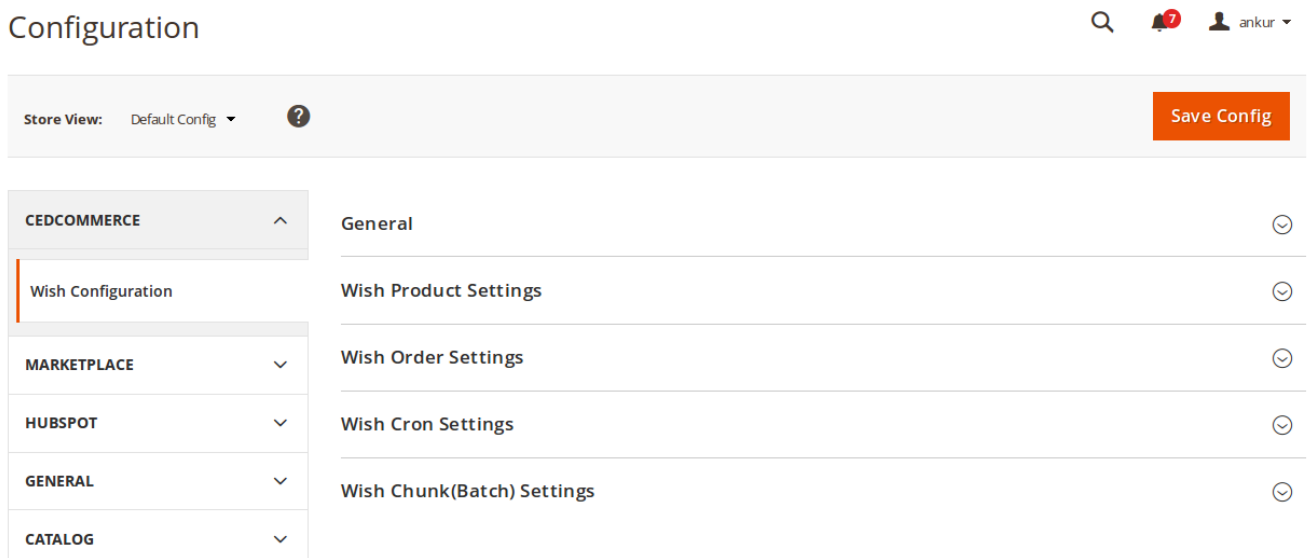 Configuration
7
ankur
Store View: Default Config
?
Save Config
CEDCOMMERCE
Wish Configuration
MARKETPLACE
HUBSPOT
GENERAL
CATALOG
General
Wish Product Settings
Wish Order Settings
Wish Cron Settings
Wish Chunk(Batch) Settings